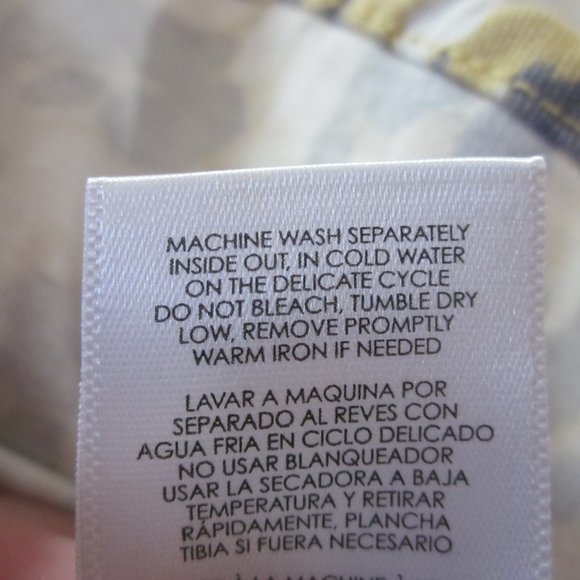 MACHINE WASH SEPARATELY
INSIDE OUT, IN COLD WATER
ON THE DELICATE CYCLE
DO NOT BLEACH, TUMBLE DRY
LOW, REMOVE PROMPTLY
WARM IRON IF NEEDED
LAVAR A MAQUINA POR
SEPARADO AL REVES CON
AGUA FRIA EN CICLO DELICADO
NO USAR BLANQUEADOR
USAR LA SECADORA A BAJA
TEMPERATURA Y RETIRAR
RÁPIDAMENTE, PLANCHA
TIBIA SI FUERA NECESARIO
À LA MACHINE À